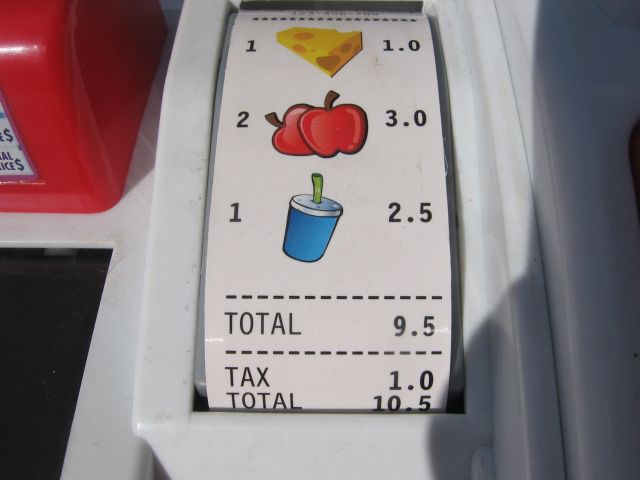 ********************
1 1.0
2 3.0
1 2.5
--------------------
TOTAL 9.5
--------------------
TAX 1.0
TOTAL 10.5